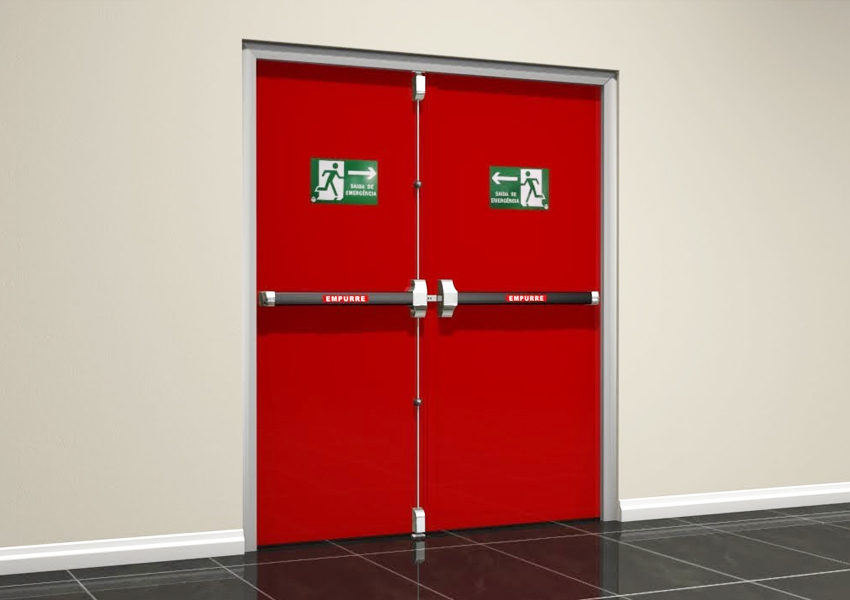 SAÍDA DE
EMERGÊNCIA
SAÍDA DE
EMERGÊNCIA
EMPURRE
EMPURRE